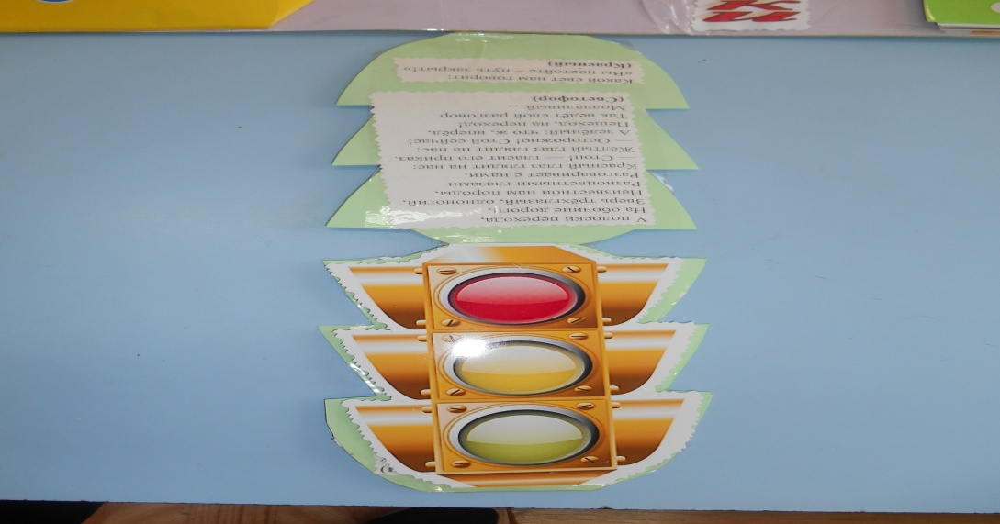 У полоски перехода,
На обочине дороги,
Зверь трёхглазый, одноногий,
Неизвестной нам породы,
Разноцветными глазами
Разговаривает с нами.
Красный глаз глядит на нас:
— Стоп! — гласит его приказ.
Жёлтый глаз глядит на нас:
— Осторожно! Стой сейчас!
А зелёный: что ж, вперёд,
Пешеход, на переход!
Так ведёт свой разговор
Молчаливый…
(Светофор)
Какой свет нам говорит:
«Вы постойте – путь закрыт!»
(Красный)